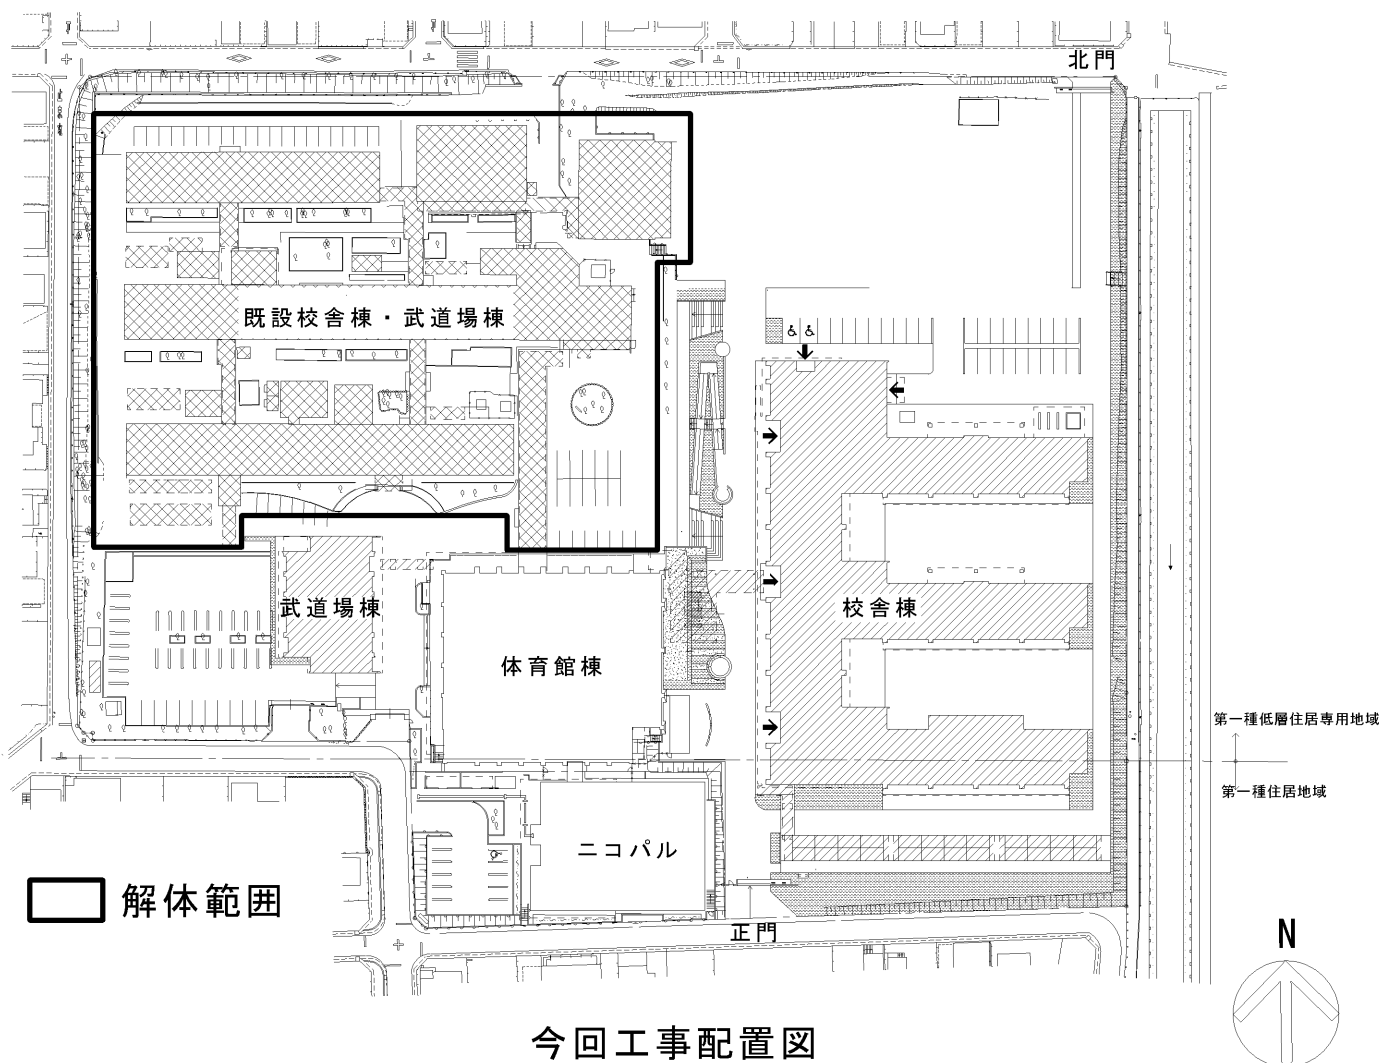 北門
既設校舎棟・武道場棟
武道場棟
校舎棟
体育館棟
第一種低層住居専用地域
第一種住居地域
ニコパル
解体範囲
正門
N
今回工事配置図